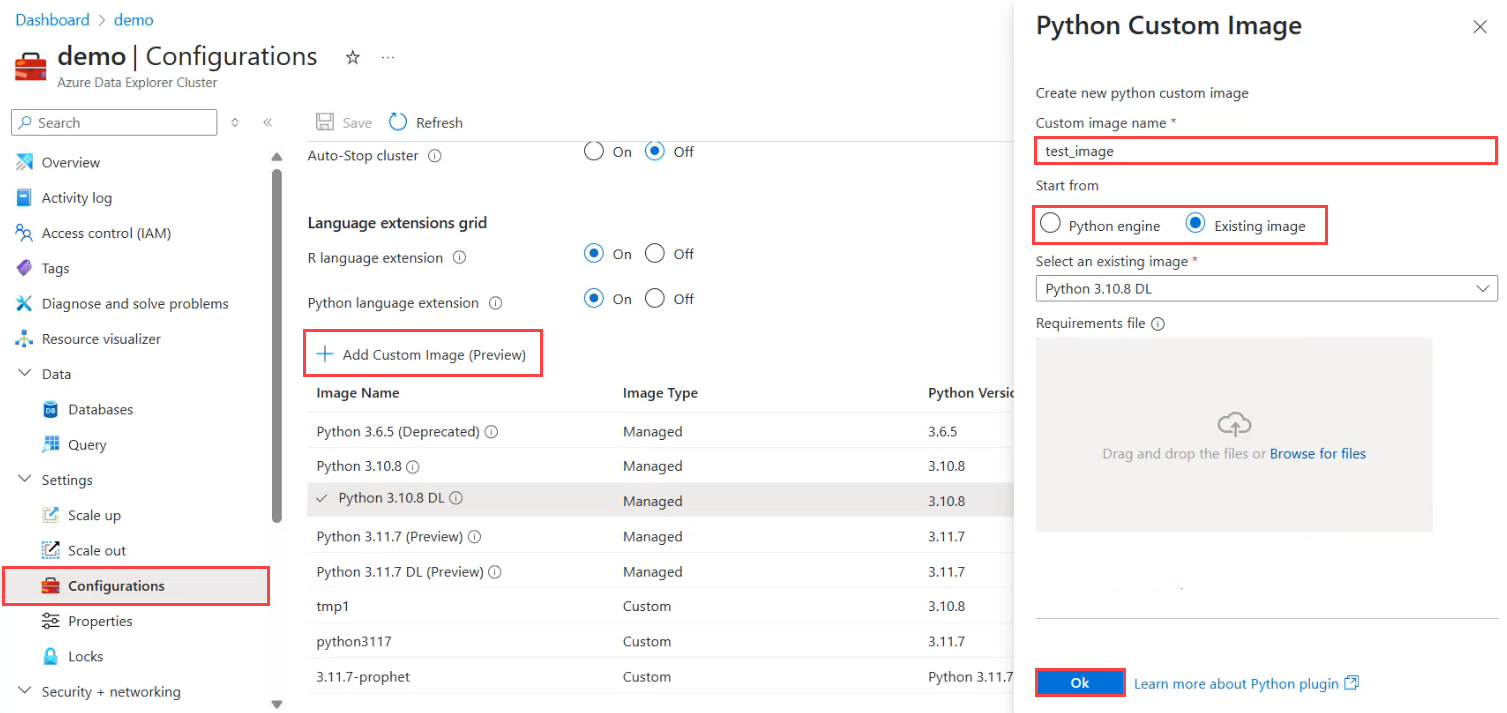 Dashboard > demo
demo | Configurations
Azure Data Explorer Cluster
Search
Overview
Activity log
Access control (IAM)
Tags
Diagnose and solve problems
Resource visualizer
Data
Databases
Query
Settings
Scale up
Scale out
Configurations
Properties
Locks
Security + networking
Save Refresh
Auto-Stop cluster On Off
Language extensions grid
R language extension On Off
Python language extension On Off
Add Custom Image (Preview)
Image Name Image Type Python Versic
Python 3.6.5 (Deprecated) Managed 3.6.5
Python 3.10.8 Managed 3.10.8
Python 3.10.8 DL Managed 3.10.8
Python 3.11.7 (Preview) Managed 3.11.7
Python 3.11.7 DL (Preview) Managed 3.11.7
tmp1 Custom 3.10.8
python3117 Custom 3.11.7
3.11.7-prophet Custom Python 3.11.7
Python Custom Image
Create new python custom image
Custom image name *
test_image
Start from
Python engine Existing image
Select an existing image *
Python 3.10.8 DL
Requirements file
Drag and drop the files or Browse for files
Ok Learn more about Python plugin